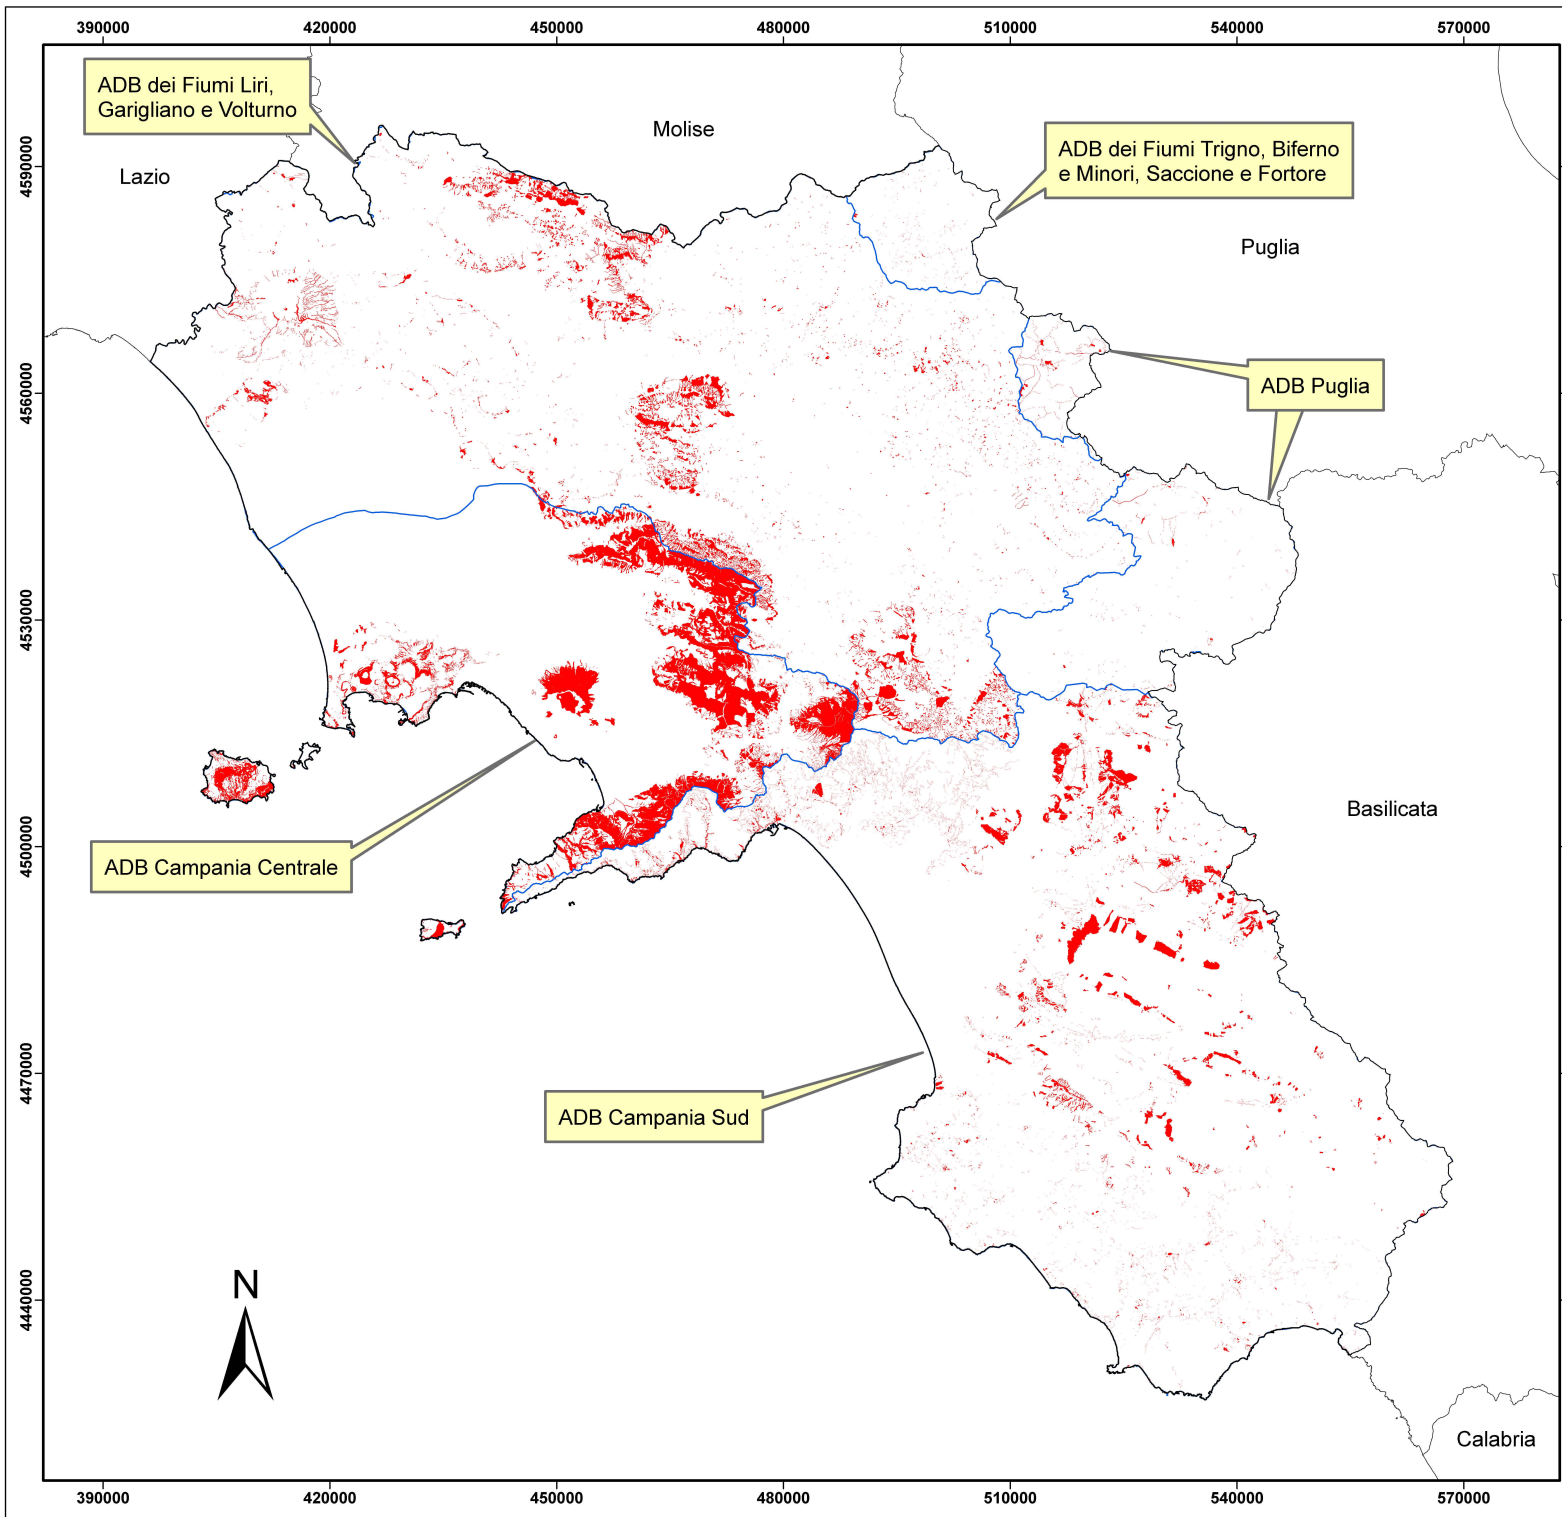 390000 420000 450000 480000 510000 540000 570000
ADB dei Fiumi Liri,
Garigliano e Volturno
Molise
ADB dei Fiumi Trigno, Biferno
e Minori, Saccione e Fortore
Lazio
Puglia
ADB Puglia
Basilicata
ADB Campania Centrale
ADB Campania Sud
N
Calabria
4590000
4560000
4530000
4500000
4470000
4440000
390000 420000 450000 480000 510000 540000 570000